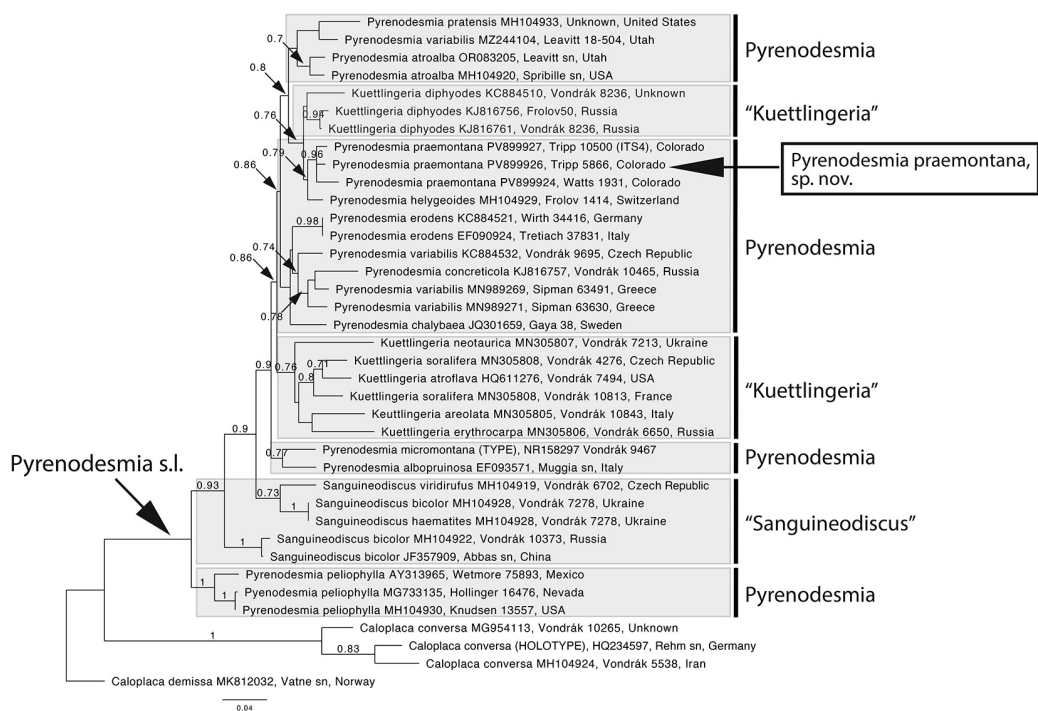 Pyrenodesmia pratensis MH104933, Unknown, United States
0.7
Pyrenodesmia variabilis MZ244104, Leavitt 18-504, Utah
Pyrenodesmia
Pyenodesmia atroalba OR083205, Leavitt sn, Utah
0.8
Pyrenodesmia atroalba MH104920, Spribille sn, USA
Kuettlingeria diphyodes KC884510, Vondrák 8236, Unknown
0.76
0.94
Kuettlingeria diphyodes KJ816756, Frolov50, Russia
“Kuettlingeria”
Kuettlingeria diphyodes KJ816761, Vondrák 8236, Russia
Pyrenodesmia praemontana PV899927, Tripp 10500 (ITS4), Colorado
0.79
0.96
0.86
Pyrenodesmia praemontana PV899926, Tripp 5866, Colorado
Pyrenodesmia praemontana,
sp. nov.
Pyrenodesmia praemontana PV899924, Watts 1931, Colorado
Pyrenodesmia helygeoides MH104929, Frolov 1414, Switzerland
0.98
Pyrenodesmia erodens KC884521, Wirth 34416, Germany
Pyrenodesmia erodens EF090924, Tretiach 37831, Italy
0.74
Pyrenodesmia
0.86
Pyrenodesmia variabilis KC884532, Vondrák 9695, Czech Republic
Pyrenodesmia concreticola KJ816757, Vondrák 10465, Russia
Pyrenodesmia variabilis MN989269, Sipman 63491, Greece
Pyrenodesmia variabilis MN989271, Sipman 63630, Greece
0.78
Pyrenodesmia chalybaea JQ301659, Gaya 38, Sweden
Kuettlingeria neotaurica MN305807, Vondrák 7213, Ukraine
Kuettlingeria soralifera MN305808, Vondrák 4276, Czech Republic
0.9
0.76
0.71
0.8
Kuettlingeria atroflava HQ611276, Vondrák 7494, USA
“Kuettlingeria”
Kuettlingeria soralifera MN305808, Vondrák 10813, France
Keuttlingeria areolata MN305805, Vondrák 10843, Italy
0.9
Kuettlingeria erythrocarpa MN305806, Vondrák 6650, Russia
0.77
Pyrenodesmia micromontana (TYPE), NR158297 Vondrák 9467
Pyrenodesmia
Pyrenodesmia s.l.
Pyrenodesmia albopruinosa EF093571, Muggia sn, Italy
0.93
Sanguineodiscus viridirufus MH104919, Vondrák 6702, Czech Republic
0.73
1
Sanguineodiscus bicolor MH104928, Vondrák 7278, Ukraine
Sanguineodiscus haematites MH104928, Vondrák 7278, Ukraine
“Sanguineodiscus”
1
Sanguineodiscus bicolor MH104922, Vondrák 10373, Russia
Sanguineodiscus bicolor JF357909, Abbas sn, China
1
Pyrenodesmia peliophylla AY313965, Wetmore 75893, Mexico
1
Pyrenodesmia peliophylla MG733135, Hollinger 16476, Nevada
Pyrenodesmia
Pyrenodesmia peliophylla MH104930, Knudsen 13557, USA
1
Caloplaca conversa MG954113, Vondrák 10265, Unknown
0.83
Caloplaca conversa (HOLOTYPE), HQ234597, Rehm sn, Germany
Caloplaca conversa MH104924, Vondrák 5538, Iran
Caloplaca demissa MK812032, Vatne sn, Norway
0.04